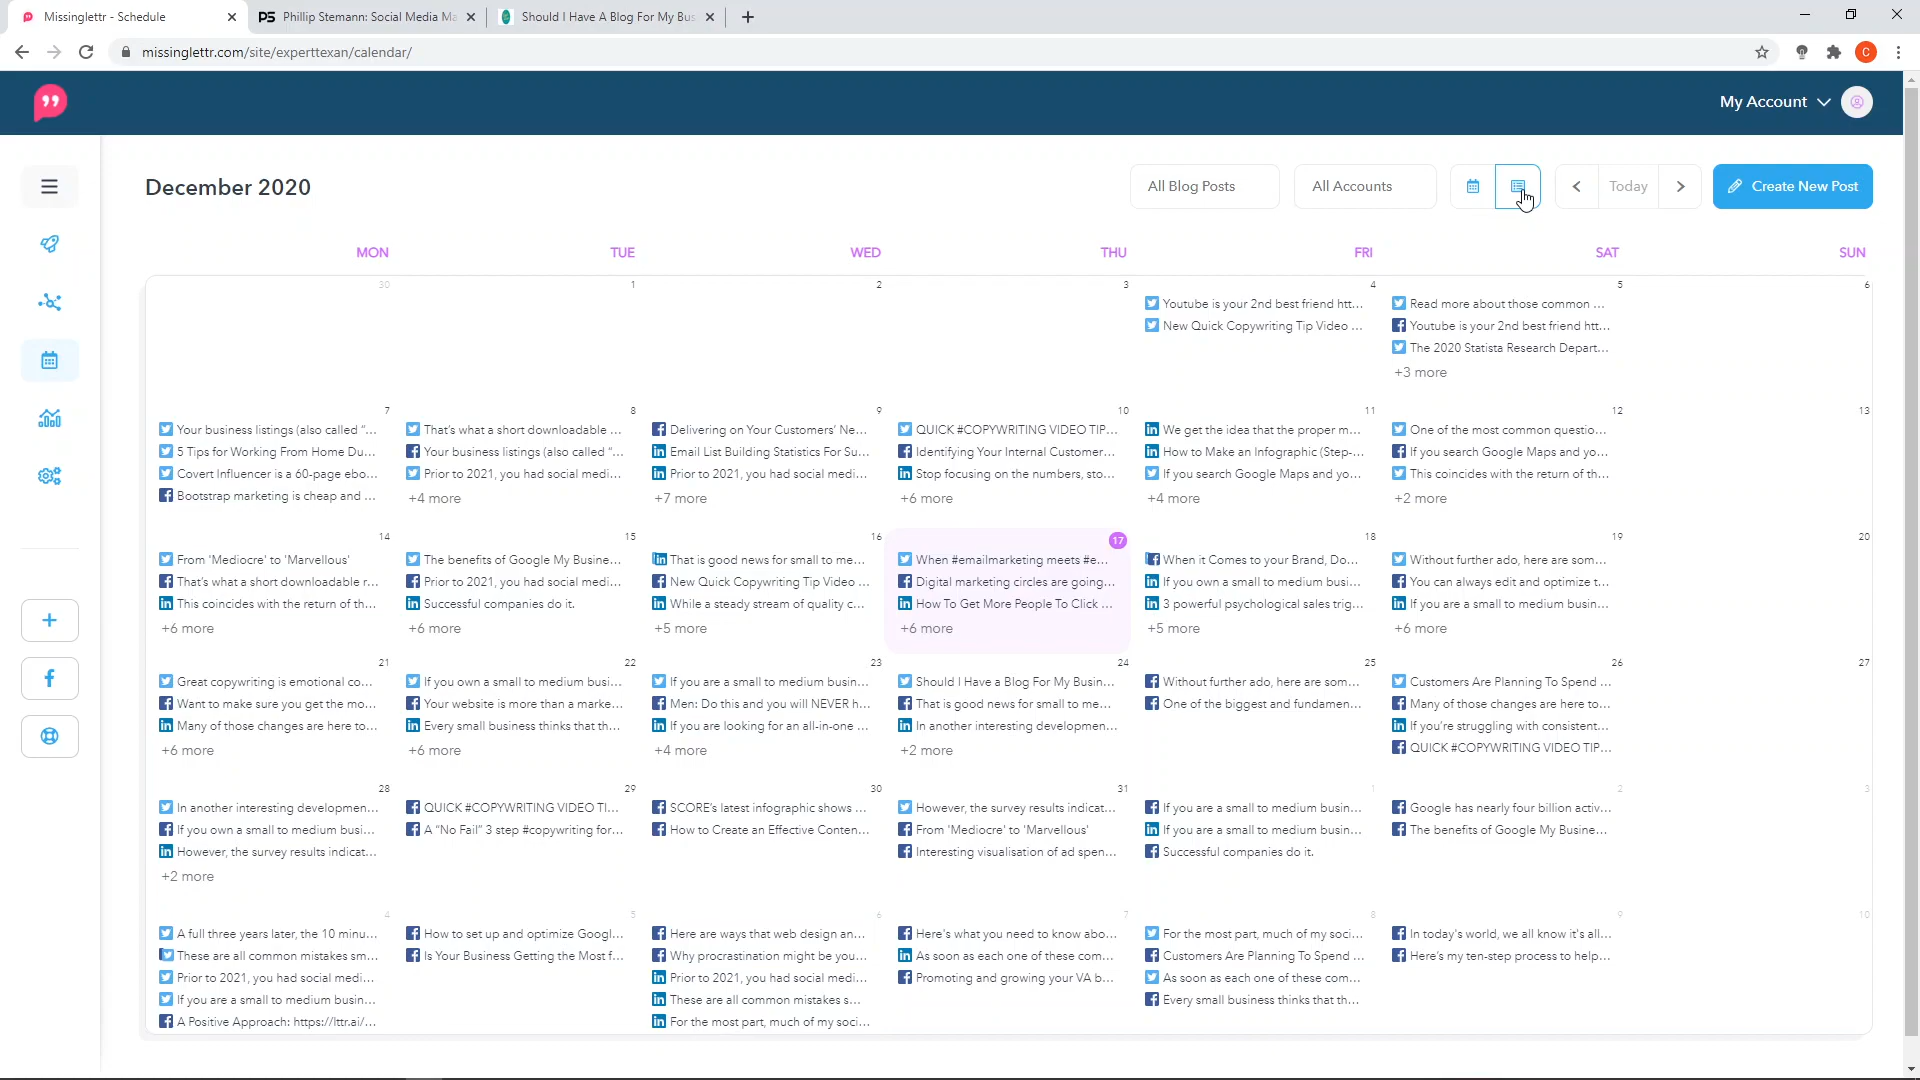 Missinglettr - Schedule
Phillip Stemann: Social Media Ma
Should I Have A Blog For My Bus
missinglettr.com/site/experttexan/calendar/
C
My Account
December 2020
All Blog Posts
All Accounts
Today
Create New Post
MON TUE WED THU FRI SAT SUN
30 1 2 3 4 5 6
Youtube is your 2nd best friend htt...
New Quick Copywriting Tip Video ...
Read more about those common ...
Youtube is your 2nd best friend htt...
The 2020 Statista Research Depart...
+3 more
7 8 9 10 11 12 13
Your business listings (also called “...
5 Tips for Working From Home Du...
Covert Influencer is a 60-page ebo...
Bootstrap marketing is cheap and ...
That’s what a short downloadable ...
Your business listings (also called “...
Prior to 2021, you had social medi...
+4 more
Delivering on Your Customers’ Ne...
Email List Building Statistics For Su...
Prior to 2021, you had social medi...
+7 more
QUICK #COPYWRITING VIDEO TIP...
Identifying Your Internal Customer...
Stop focusing on the numbers, sto...
+6 more
We get the idea that the proper m...
How to Make an Infographic (Step-...
If you search Google Maps and yo...
+4 more
One of the most common questio...
If you search Google Maps and yo...
This coincides with the return of th...
+2 more
14 15 16 17 18 19 20
From 'Mediocre' to 'Marvellous'
That’s what a short downloadable r...
This coincides with the return of th...
+6 more
The benefits of Google My Busine...
Prior to 2021, you had social medi...
Successful companies do it.
+6 more
That is good news for small to me...
New Quick Copywriting Tip Video ...
While a steady stream of quality c...
+5 more
When #emailmarketing meets #e...
Digital marketing circles are going...
How To Get More People To Click ...
+6 more
When it Comes to your Brand, Do...
If you own a small to medium busi...
3 powerful psychological sales trig...
+5 more
Without further ado, here are som...
You can always edit and optimize t...
If you are a small to medium busin...
+6 more
21 22 23 24 25 26 27
Great copywriting is emotional co...
Want to make sure you get the mo...
Many of those changes are here to...
+6 more
If you own a small to medium busi...
Your website is more than a marke...
Every small business thinks that th...
+6 more
If you are a small to medium busin...
Men: Do this and you will NEVER h...
If you are looking for an all-in-one ...
+4 more
Should I Have a Blog For My Busin...
That is good news for small to me...
In another interesting developmen...
+2 more
Without further ado, here are som...
One of the biggest and fundamen...
Customers Are Planning To Spend ...
Many of those changes are here to...
If you’re struggling with consistent...
QUICK #COPYWRITING VIDEO TIP...
28 29 30 31 1 2 3
In another interesting developmen...
If you own a small to medium busi...
However, the survey results indicat...
+2 more
QUICK #COPYWRITING VIDEO TI...
A “No Fail” 3 step #copywriting for...
SCORE’s latest infographic shows ...
How to Create an Effective Conten...
However, the survey results indicat...
From 'Mediocre' to 'Marvellous'
Interesting visualisation of ad spen...
If you are a small to medium busin...
If you are a small to medium busin...
Successful companies do it.
Google has nearly four billion activ...
The benefits of Google My Busine...
4 5 6 7 8 9 10
A full three years later, the 10 minu...
These are all common mistakes sm...
Prior to 2021, you had social medi...
If you are a small to medium busin...
A Positive Approach: https://lttr.ai/...
How to set up and optimize Googl...
Is Your Business Getting the Most f...
Here are ways that web design an...
Why procrastination might be you...
Prior to 2021, you had social medi...
These are all common mistakes s...
For the most part, much of my soci...
Here's what you need to know abo...
As soon as each one of these com...
Promoting and growing your VA b...
For the most part, much of my soci...
Customers Are Planning To Spend ...
As soon as each one of these com...
Every small business thinks that th...
In today's world, we all know it's all...
Here’s my ten-step process to help...